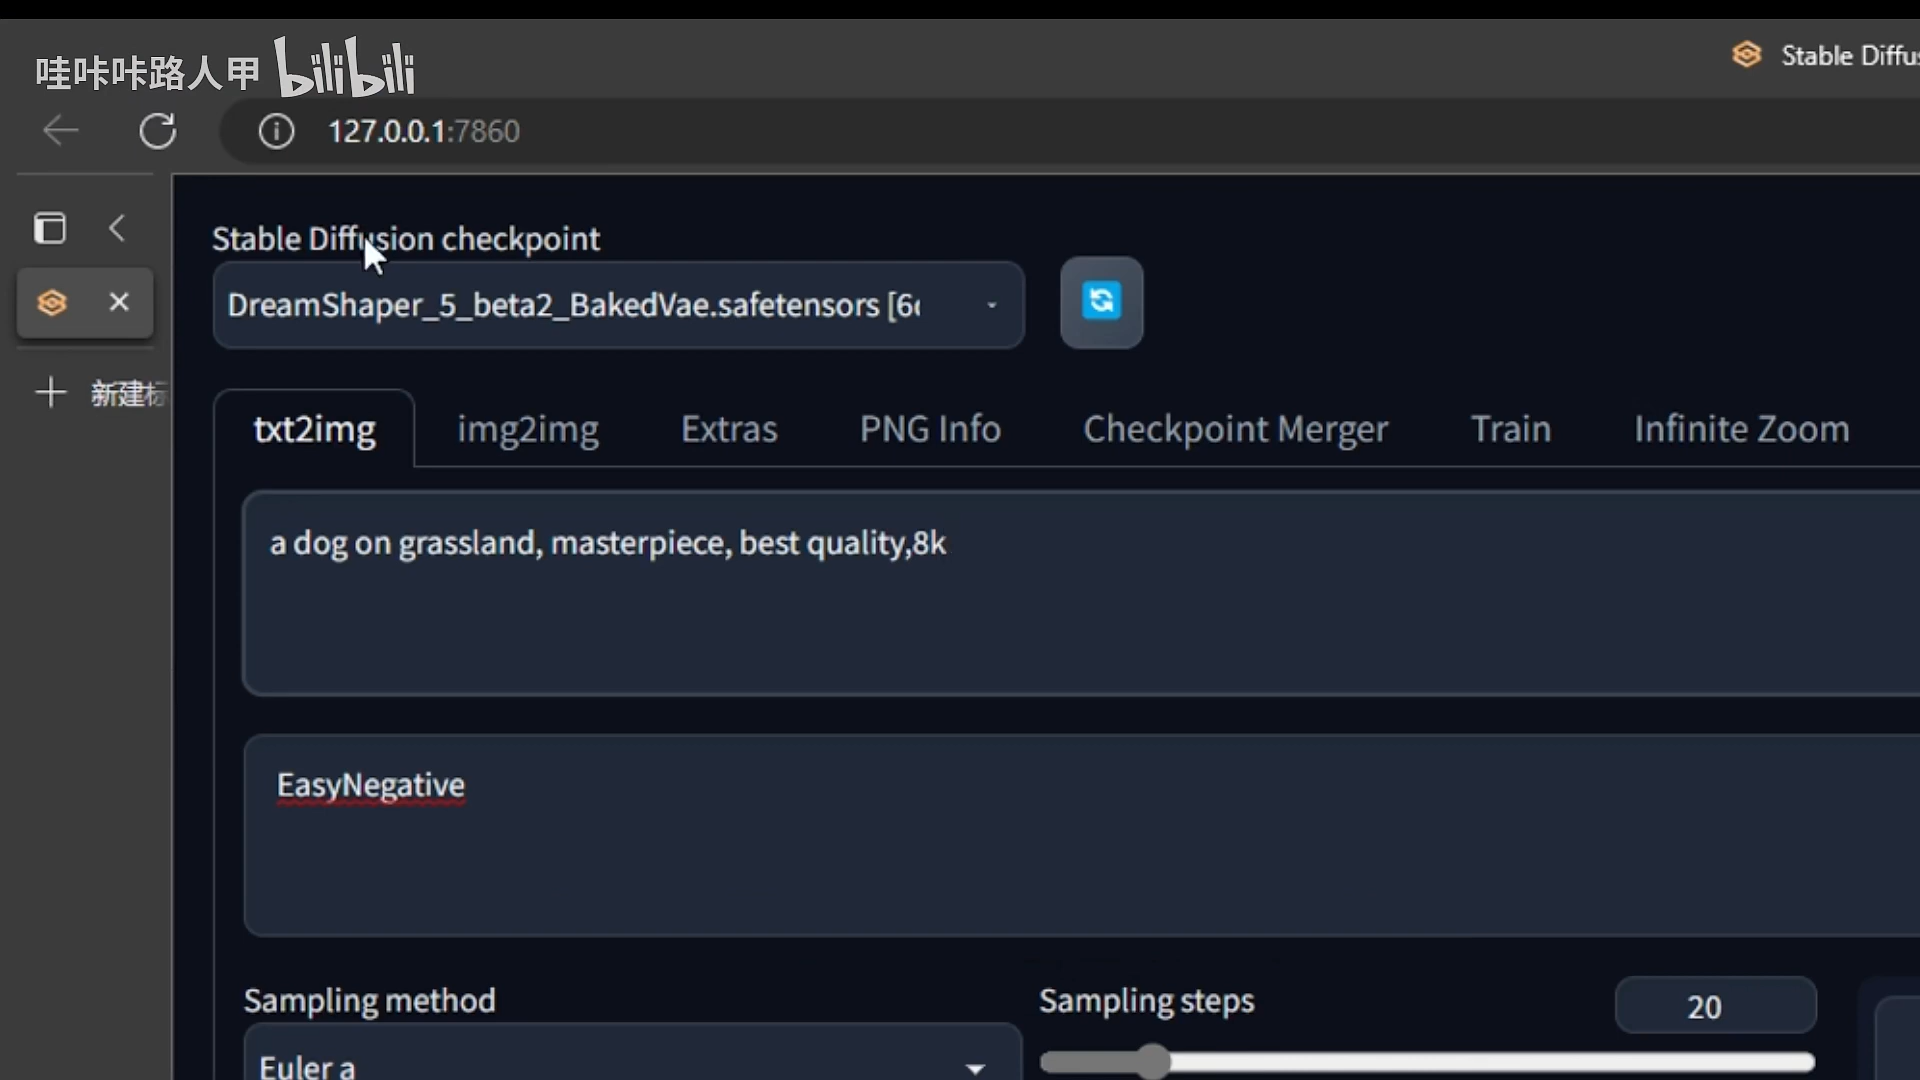 哇咔咔路人甲 bilibili
Stable Diffus
127.0.0.1:7860
Stable Diffusion checkpoint
DreamShaper_5_beta2_BakedVae.safetensors [6
新建标
txt2img img2img Extras PNG Info Checkpoint Merger Train Infinite Zoom
a dog on grassland, masterpiece, best quality,8k
EasyNegative
Sampling method Sampling steps 20
Euler a